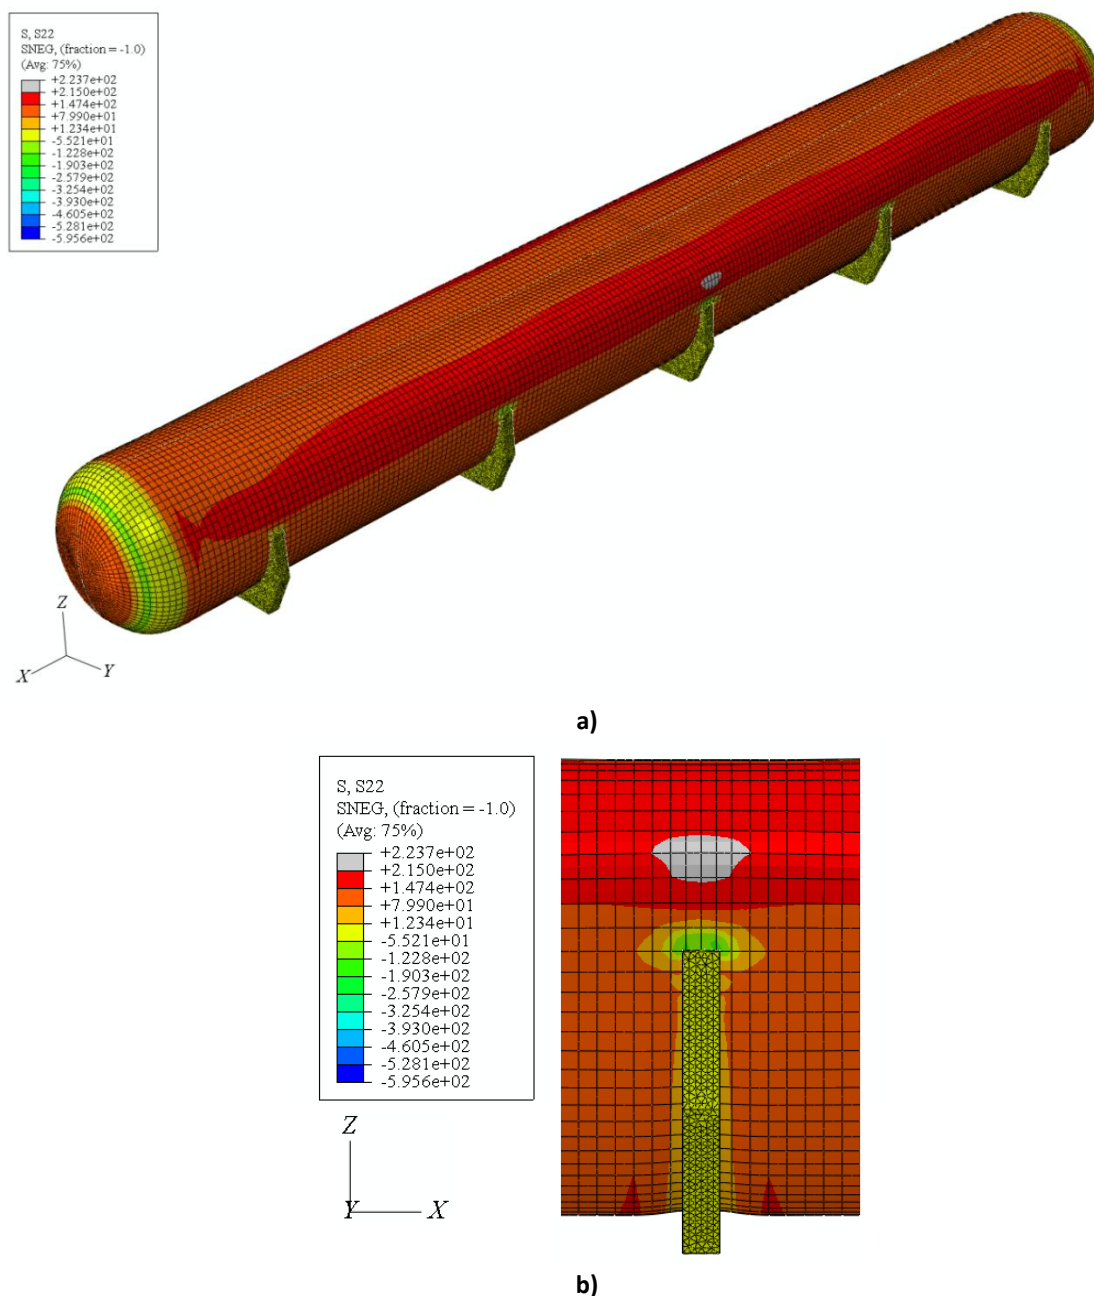 S, S22
SNEG, (fraction = -1.0)
(Avg: 75%)
+2.237e+02
+2.150e+02
+1.474e+02
+7.990e+01
+1.234e+01
-5.521e+01
-1.228e+02
-1.903e+02
-2.579e+02
-3.254e+02
-3.930e+02
-4.605e+02
-5.281e+02
-5.956e+02
Z
X
Y
a)
S, S22
SNEG, (fraction = -1.0)
(Avg: 75%)
+2.237e+02
+2.150e+02
+1.474e+02
+7.990e+01
+1.234e+01
-5.521e+01
-1.228e+02
-1.903e+02
-2.579e+02
-3.254e+02
-3.930e+02
-4.605e+02
-5.281e+02
-5.956e+02
Z
Y X
b)